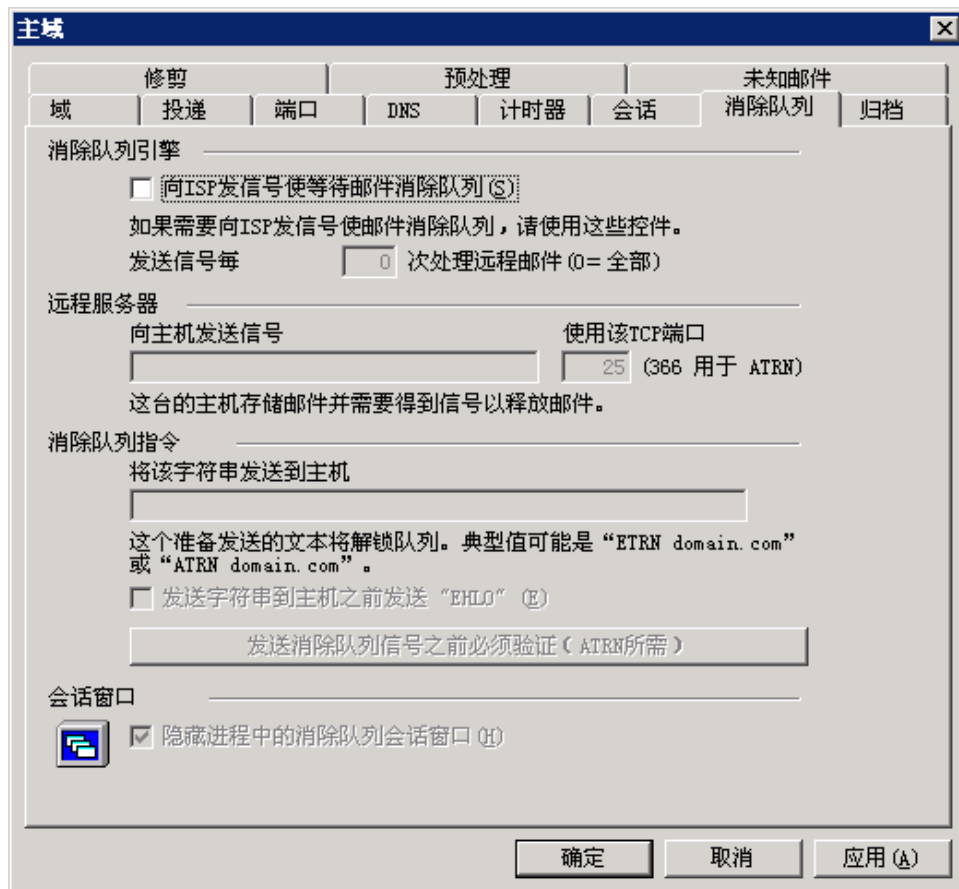 主域
修剪 预处理 未知邮件
域 投递 端口 DNS 计时器 会话 消除队列 归档
消除队列引擎
向ISP发信号使等待邮件消除队列(S)
如果需要向ISP发信号使邮件消除队列，请使用这些控件。
发送信号每 0 次处理远程邮件(0= 全部)
远程服务器
向主机发送信号 使用该TCP端口
25 (366 用于 ATRN)
这台的主机存储邮件并需要得到信号以释放邮件。
消除队列指令
将该字符串发送到主机
这个准备发送的文本将解锁队列。典型值可能是“ETRN domain.com”
或“ATRN domain.com”。
发送字符串到主机之前发送 “EHLO” (E)
发送消除队列信号之前必须验证(ATRN所需)
会话窗口
隐藏进程中的消除队列会话窗口(H)
确定 取消 应用(A)